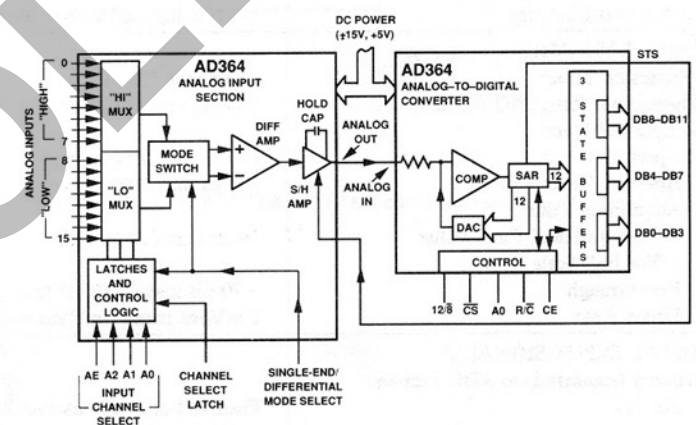 DC POWER
(±15V, +5V)
AD364
ANALOG INPUT
SECTION
AD364
ANALOG–TO–DIGITAL
CONVERTER
STS
ANALOG INPUTS
"HIGH"
"LOW"
0
7
8
15
"HI"
MUX
"LO"
MUX
MODE
SWITCH
DIFF
AMP
+
–
HOLD
CAP
S/H
AMP
ANALOG
OUT
ANALOG
IN
COMP
SAR
12
12
DAC
CONTROL
3
STATE
BUFFERS
DB8–DB11
DB4–DB7
DB0–DB3
LATCHES
AND
CONTROL
LOGIC
12/8̅
C̅S̅
A0
R/C̅
CE
AE
A2
A1
A0
INPUT
CHANNEL
SELECT
CHANNEL
SELECT
LATCH
SINGLE-END/
DIFFERENTIAL
MODE SELECT